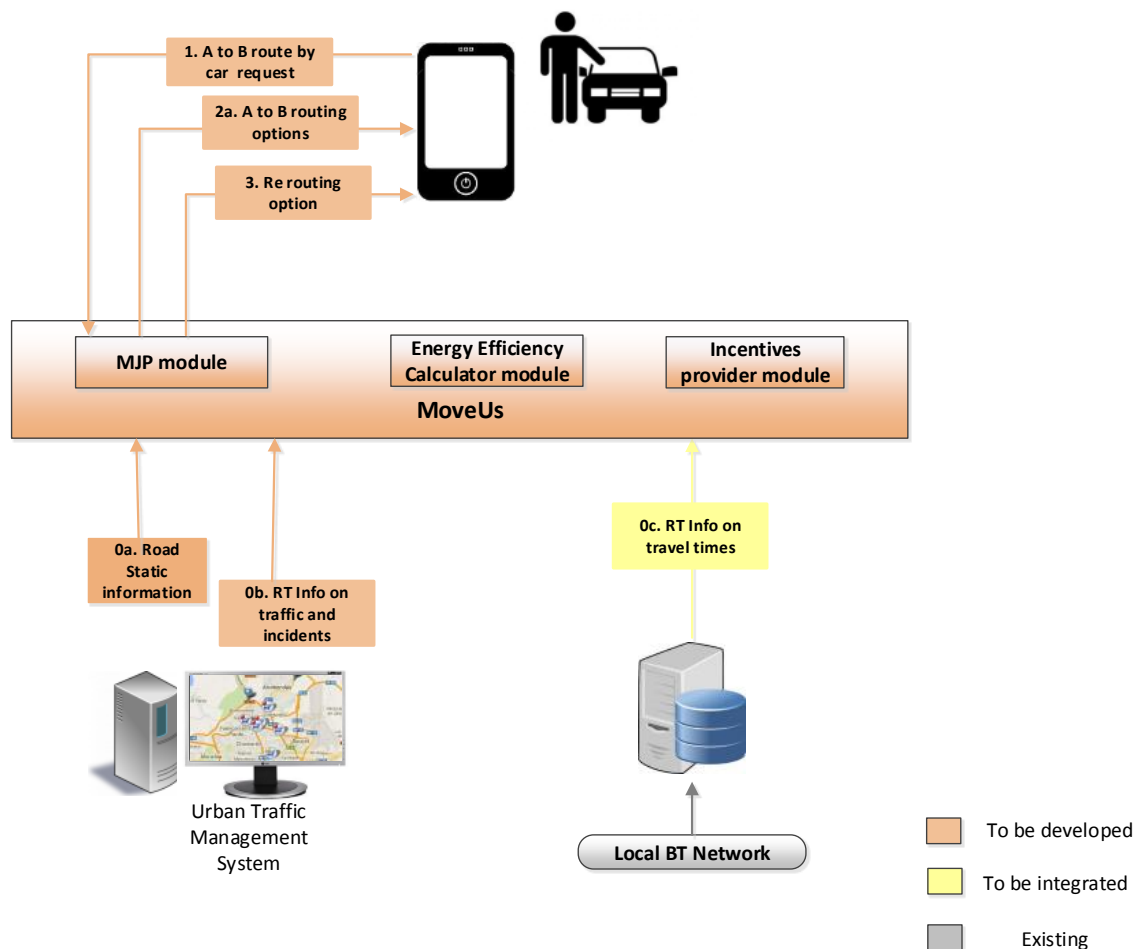 1. A to B route by
car request
2a. A to B routing
options
3. Re routing
option
MJP module
Energy Efficiency
Calculator module
Incentives
provider module
MoveUs
0a. Road
Static
information
0b. RT Info on
traffic and
incidents
0c. RT Info on
travel times
Urban Traffic
Management
System
Local BT Network
To be developed
To be integrated
Existing